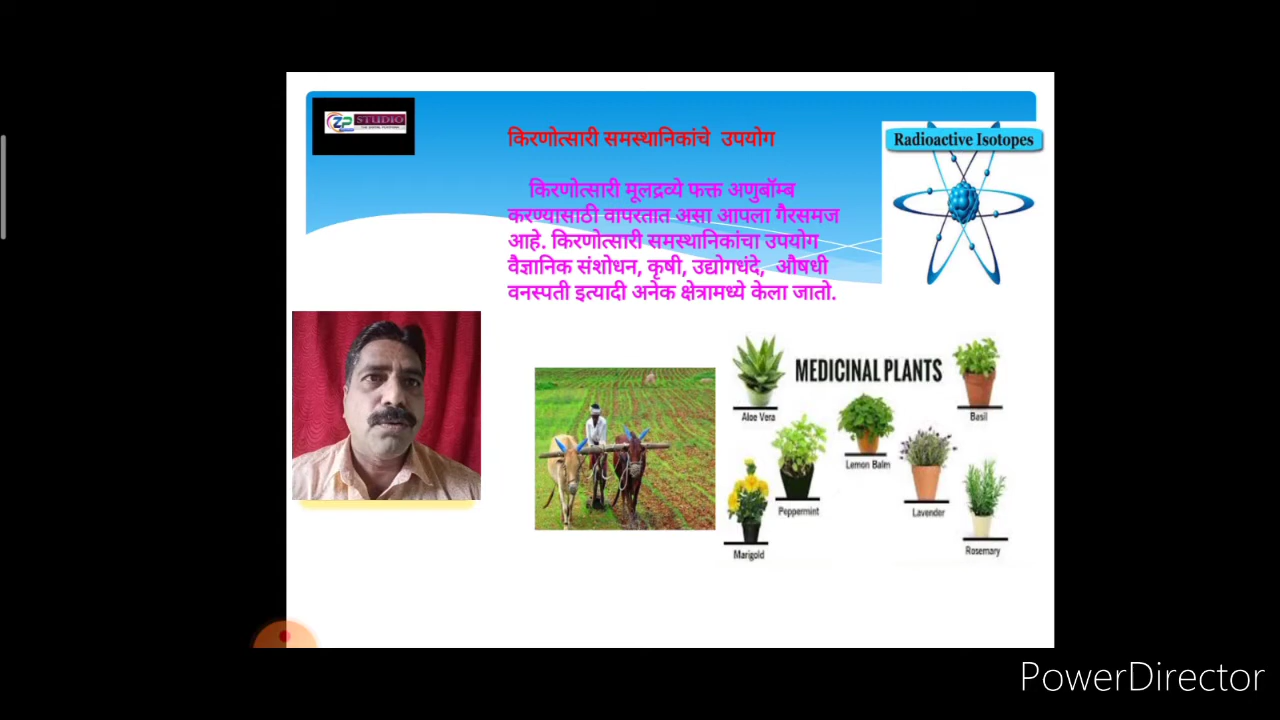 ZP STUDIO
किरणोत्सारी समस्थानिकांचे उपयोग
Radioactive Isotopes
किरणोत्सारी मूलद्रव्ये फक्त अणुबॉम्ब
करण्यासाठी वापरतात असा आपला गैरसमज
आहे. किरणोत्सारी समस्थानिकांचा उपयोग
वैज्ञानिक संशोधन, कृषी, उद्योगधंदे, औषधी
वनस्पती इत्यादी अनेक क्षेत्रामध्ये केला जातो.
MEDICINAL PLANTS
Aloe Vera
Basil
Lemon Balm
Peppermint
Lavender
Marigold
Rosemary
PowerDirector